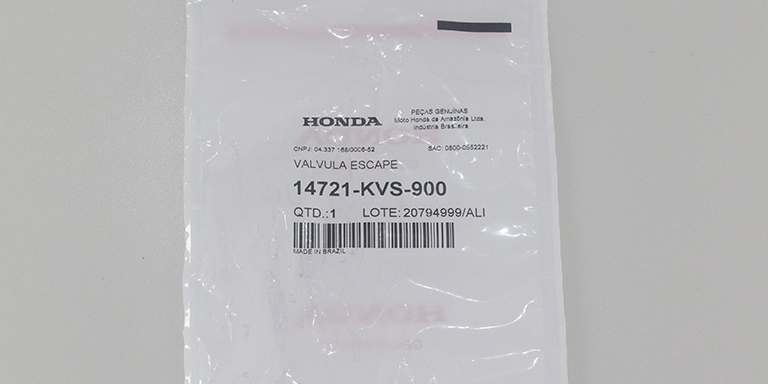 HONDA
PEÇAS GENUÍNAS
Moto Honda da Amazônia Ltda.
Indústria Brasileira
CNPJ: 04.337.168/0006-52
SAC: 0800-0552221
VALVULA ESCAPE
14721-KVS-900
QTD.:1 LOTE: 20794999/ALI
MADE IN BRAZIL
HONDA